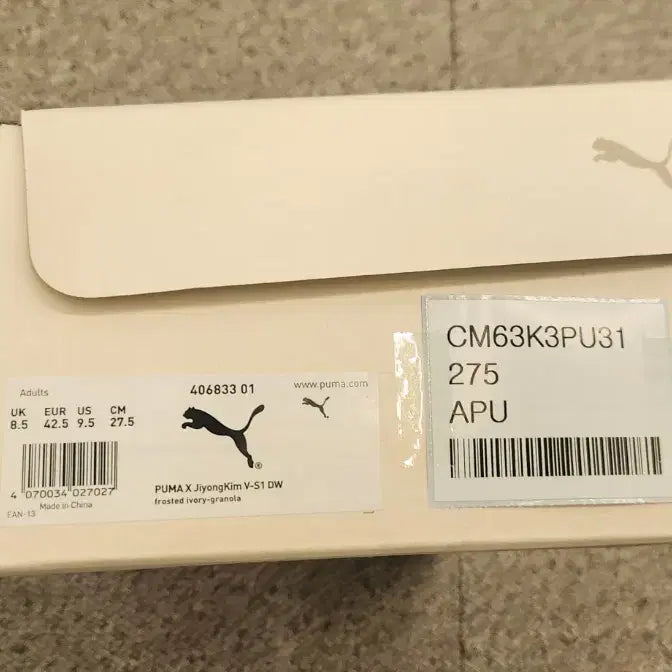 Adults
406833 01
www.puma.com
UK EUR US CM
8.5 42.5 9.5 27.5
4 070034 027027
Made in China
EAN-13
PUMA X JiyongKim V-S1 DW
frosted ivory-granola
CM63K3PU31
275
APU